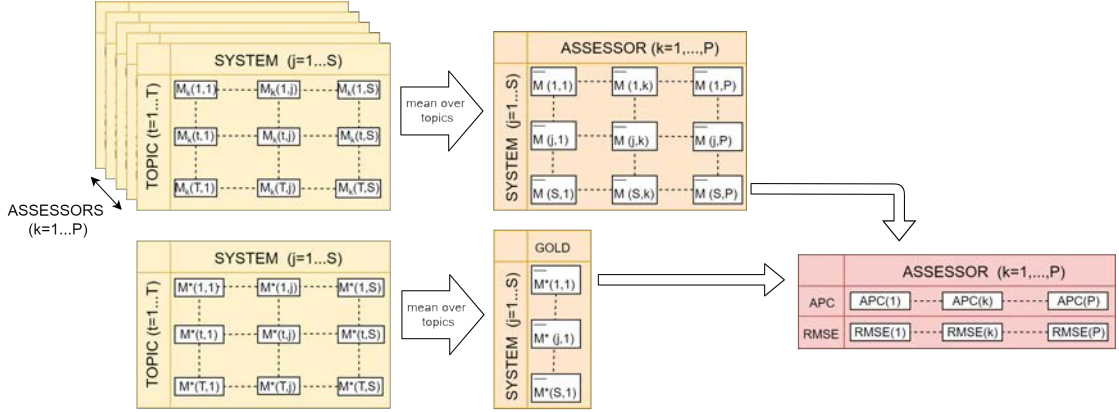 SYSTEM (j=1...S)
TOPIC (t=1...T)
Mk(1,1) Mk(1,j) Mk(1,S)
Mk(t,1) Mk(t,j) Mk(t,S)
Mk(T,1) Mk(T,j) Mk(T,S)
ASSESSORS
(k=1...P)
mean over
topics
ASSESSOR (k=1,...,P)
SYSTEM (j=1...S)
M (1,1) M (1,k) M (1,P)
M (j,1) M (j,k) M (j,P)
M (S,1) M (S,k) M (S,P)
SYSTEM (j=1...S)
TOPIC (t=1...T)
M*(1,1) M*(1,j) M*(1,S)
M*(t,1) M*(t,j) M*(t,S)
M*(T,1) M*(T,j) M*(T,S)
mean over
topics
GOLD
SYSTEM (j=1...S)
M*(1,1)
M* (j,1)
M*(S,1)
ASSESSOR (k=1,...,P)
APC APC(1) APC(k) APC(P)
RMSE RMSE(1) RMSE(k) RMSE(P)